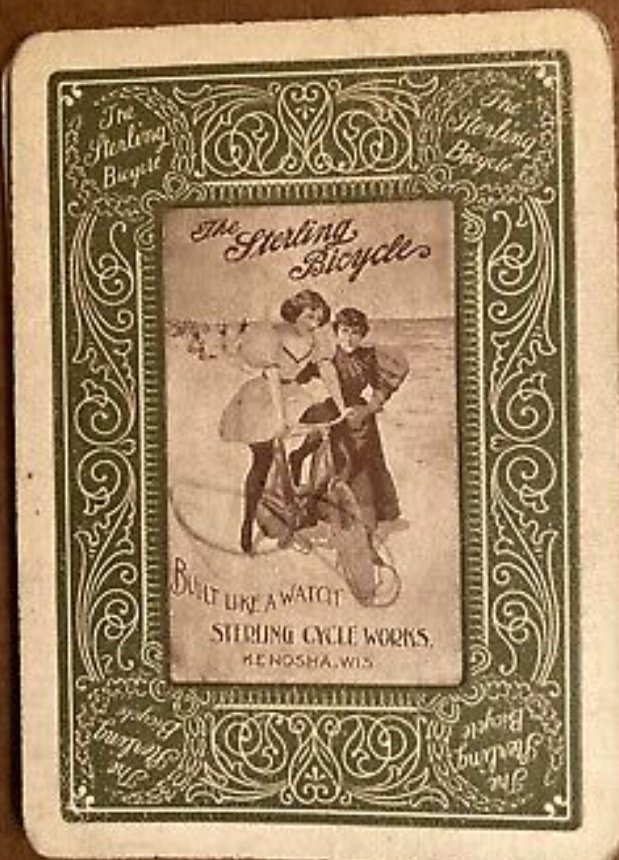 The
Sterling
Bicycle
The
Sterling
Bicycle
The Sterling
Bicycle
BUILT LIKE A WATCH
STERLING CYCLE WORKS,
KENOSHA, WIS
The
Sterling
Bicycle
The
Sterling
Bicycle